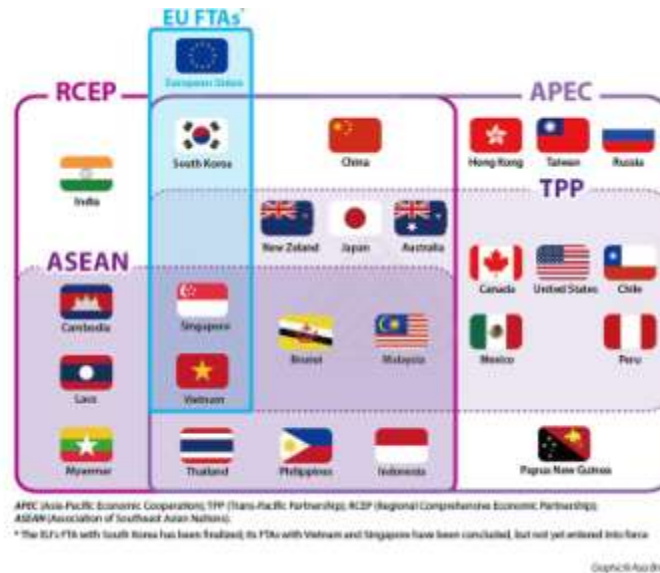 EU FTAs*
European Union
RCEP
APEC
South Korea
China
Hong Kong
Taiwan
Russia
India
TPP
New Zeland
Japan
Australia
ASEAN
Canada
United States
Chile
Cambodia
Singapore
Brunei
Malaysia
Mexico
Peru
Laos
Vietnam
Myanmar
Thailand
Philippines
Indonesia
Papua New Guinea
APEC (Asia-Pacific Economic Cooperation); TPP (Trans-Pacific Partnership); RCEP (Regional Comprehensive Economic Partnership);
ASEAN (Association of Southeast Asian Nations).
* The EU's FTA with South Korea has been finalized; its FTAs with Vietnam and Singapore have been concluded, but not yet entered into force